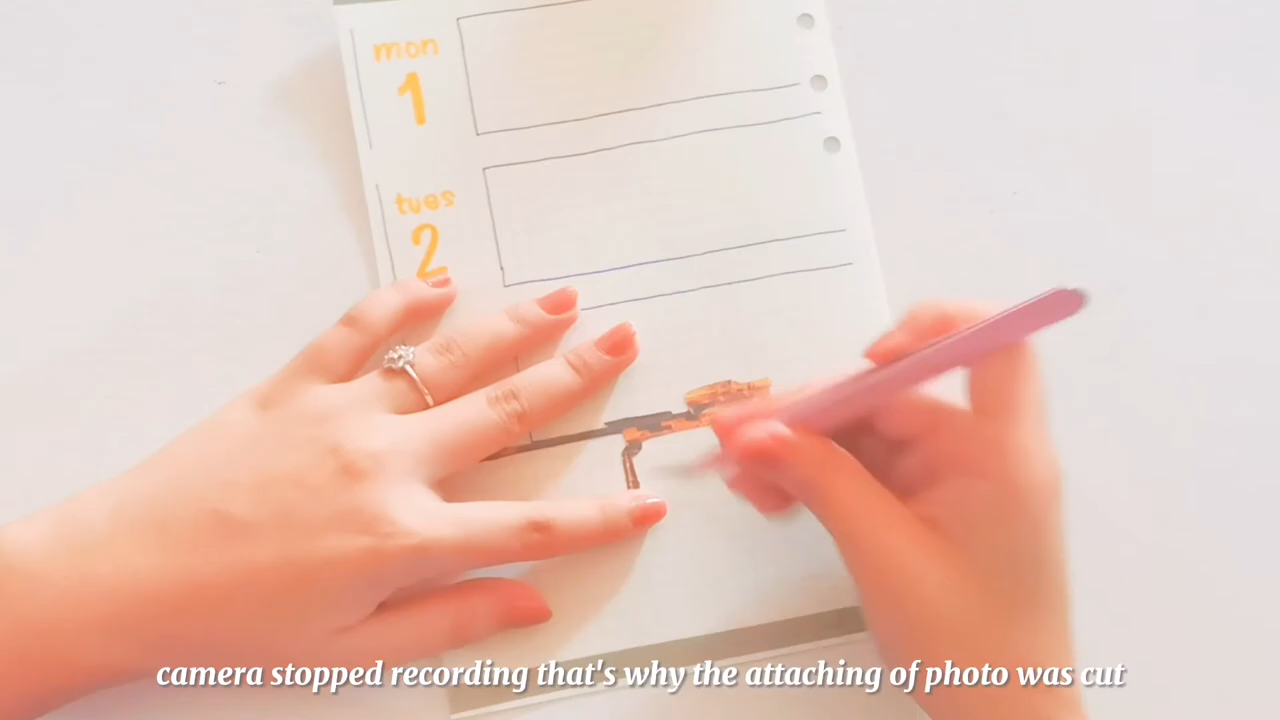 mon
1
tues
2
camera stopped recording that's why the attaching of photo was cut